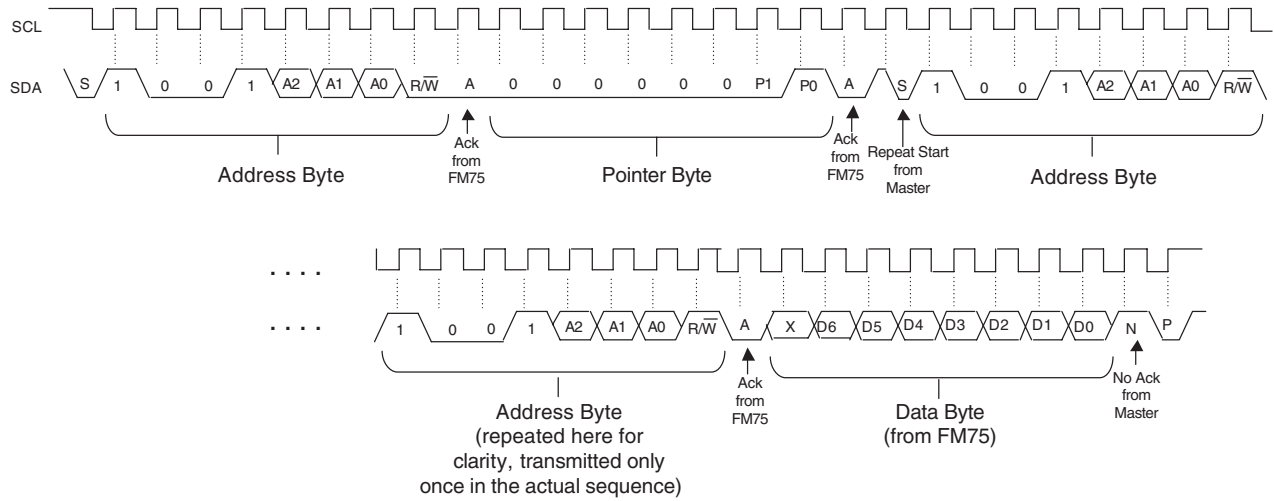 SCL
SDA S 1 0 0 1 A2 A1 A0 R/W̅ A 0 0 0 0 0 0 P1 P0 A S 1 0 0 1 A2 A1 A0 R/W̅
Address Byte
Ack
from
FM75
Pointer Byte
Ack
from
FM75
Repeat Start
from
Master
Address Byte
. . . .
. . . . 1 0 0 1 A2 A1 A0 R/W̅ A X D6 D5 D4 D3 D2 D1 D0 N P
Address Byte
(repeated here for
clarity, transmitted only
once in the actual sequence)
Ack
from
FM75
Data Byte
(from FM75)
No Ack
from
Master